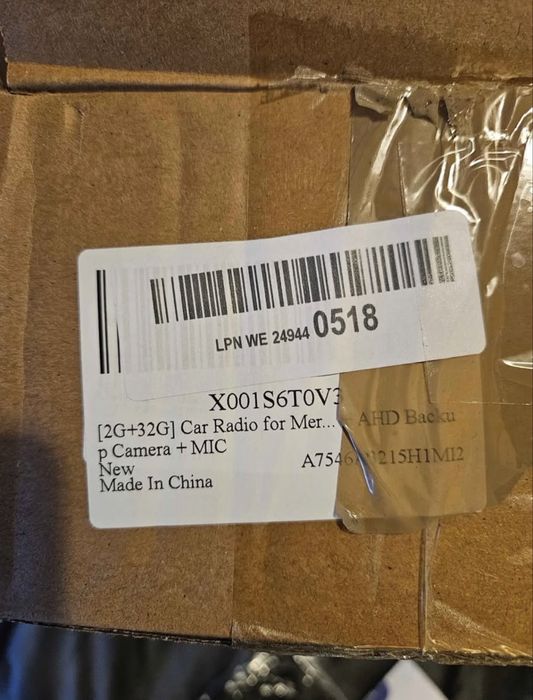 LPN WE 24944 0518
X001S6T0V3
[2G+32G] Car Radio for Mer... AHD Backu
p Camera + MIC
New
Made In China